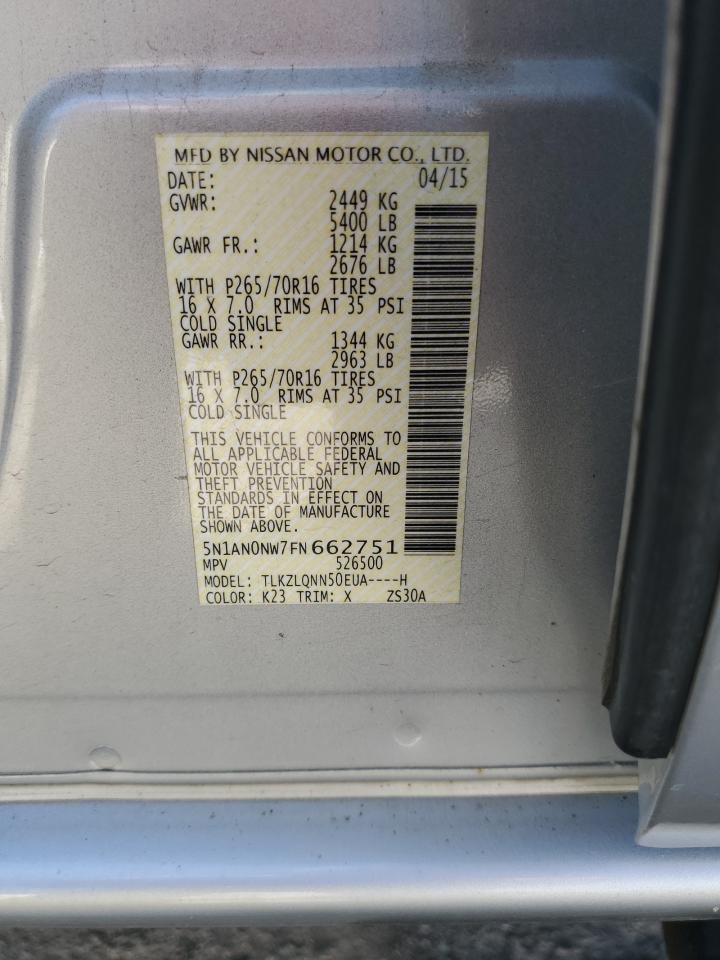 MFD BY NISSAN MOTOR CO., LTD.
DATE: 04/15
GVWR: 2449 KG
5400 LB
GAWR FR.: 1214 KG
2676 LB
WITH P265/70R16 TIRES
16 X 7.0 RIMS AT 35 PSI
COLD SINGLE
GAWR RR.: 1344 KG
2963 LB
WITH P265/70R16 TIRES
16 X 7.0 RIMS AT 35 PSI
COLD SINGLE
THIS VEHICLE CONFORMS TO
ALL APPLICABLE FEDERAL
MOTOR VEHICLE SAFETY AND
THEFT PREVENTION
STANDARDS IN EFFECT ON
THE DATE OF MANUFACTURE
SHOWN ABOVE.
5N1AN0NW7FN662751
MPV 526500
MODEL: TLKZLQNN50EUA----H
COLOR: K23 TRIM: X ZS30A